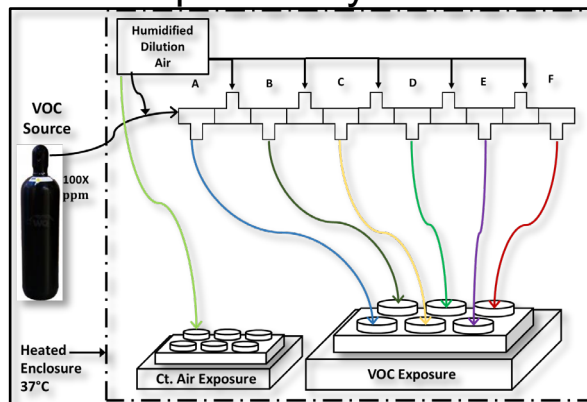 Humidified
Dilution
Air
A
B
C
D
E
F
VOC
Source
100X
ppm
Heated
Enclosure
37°C
Ct. Air Exposure
VOC Exposure